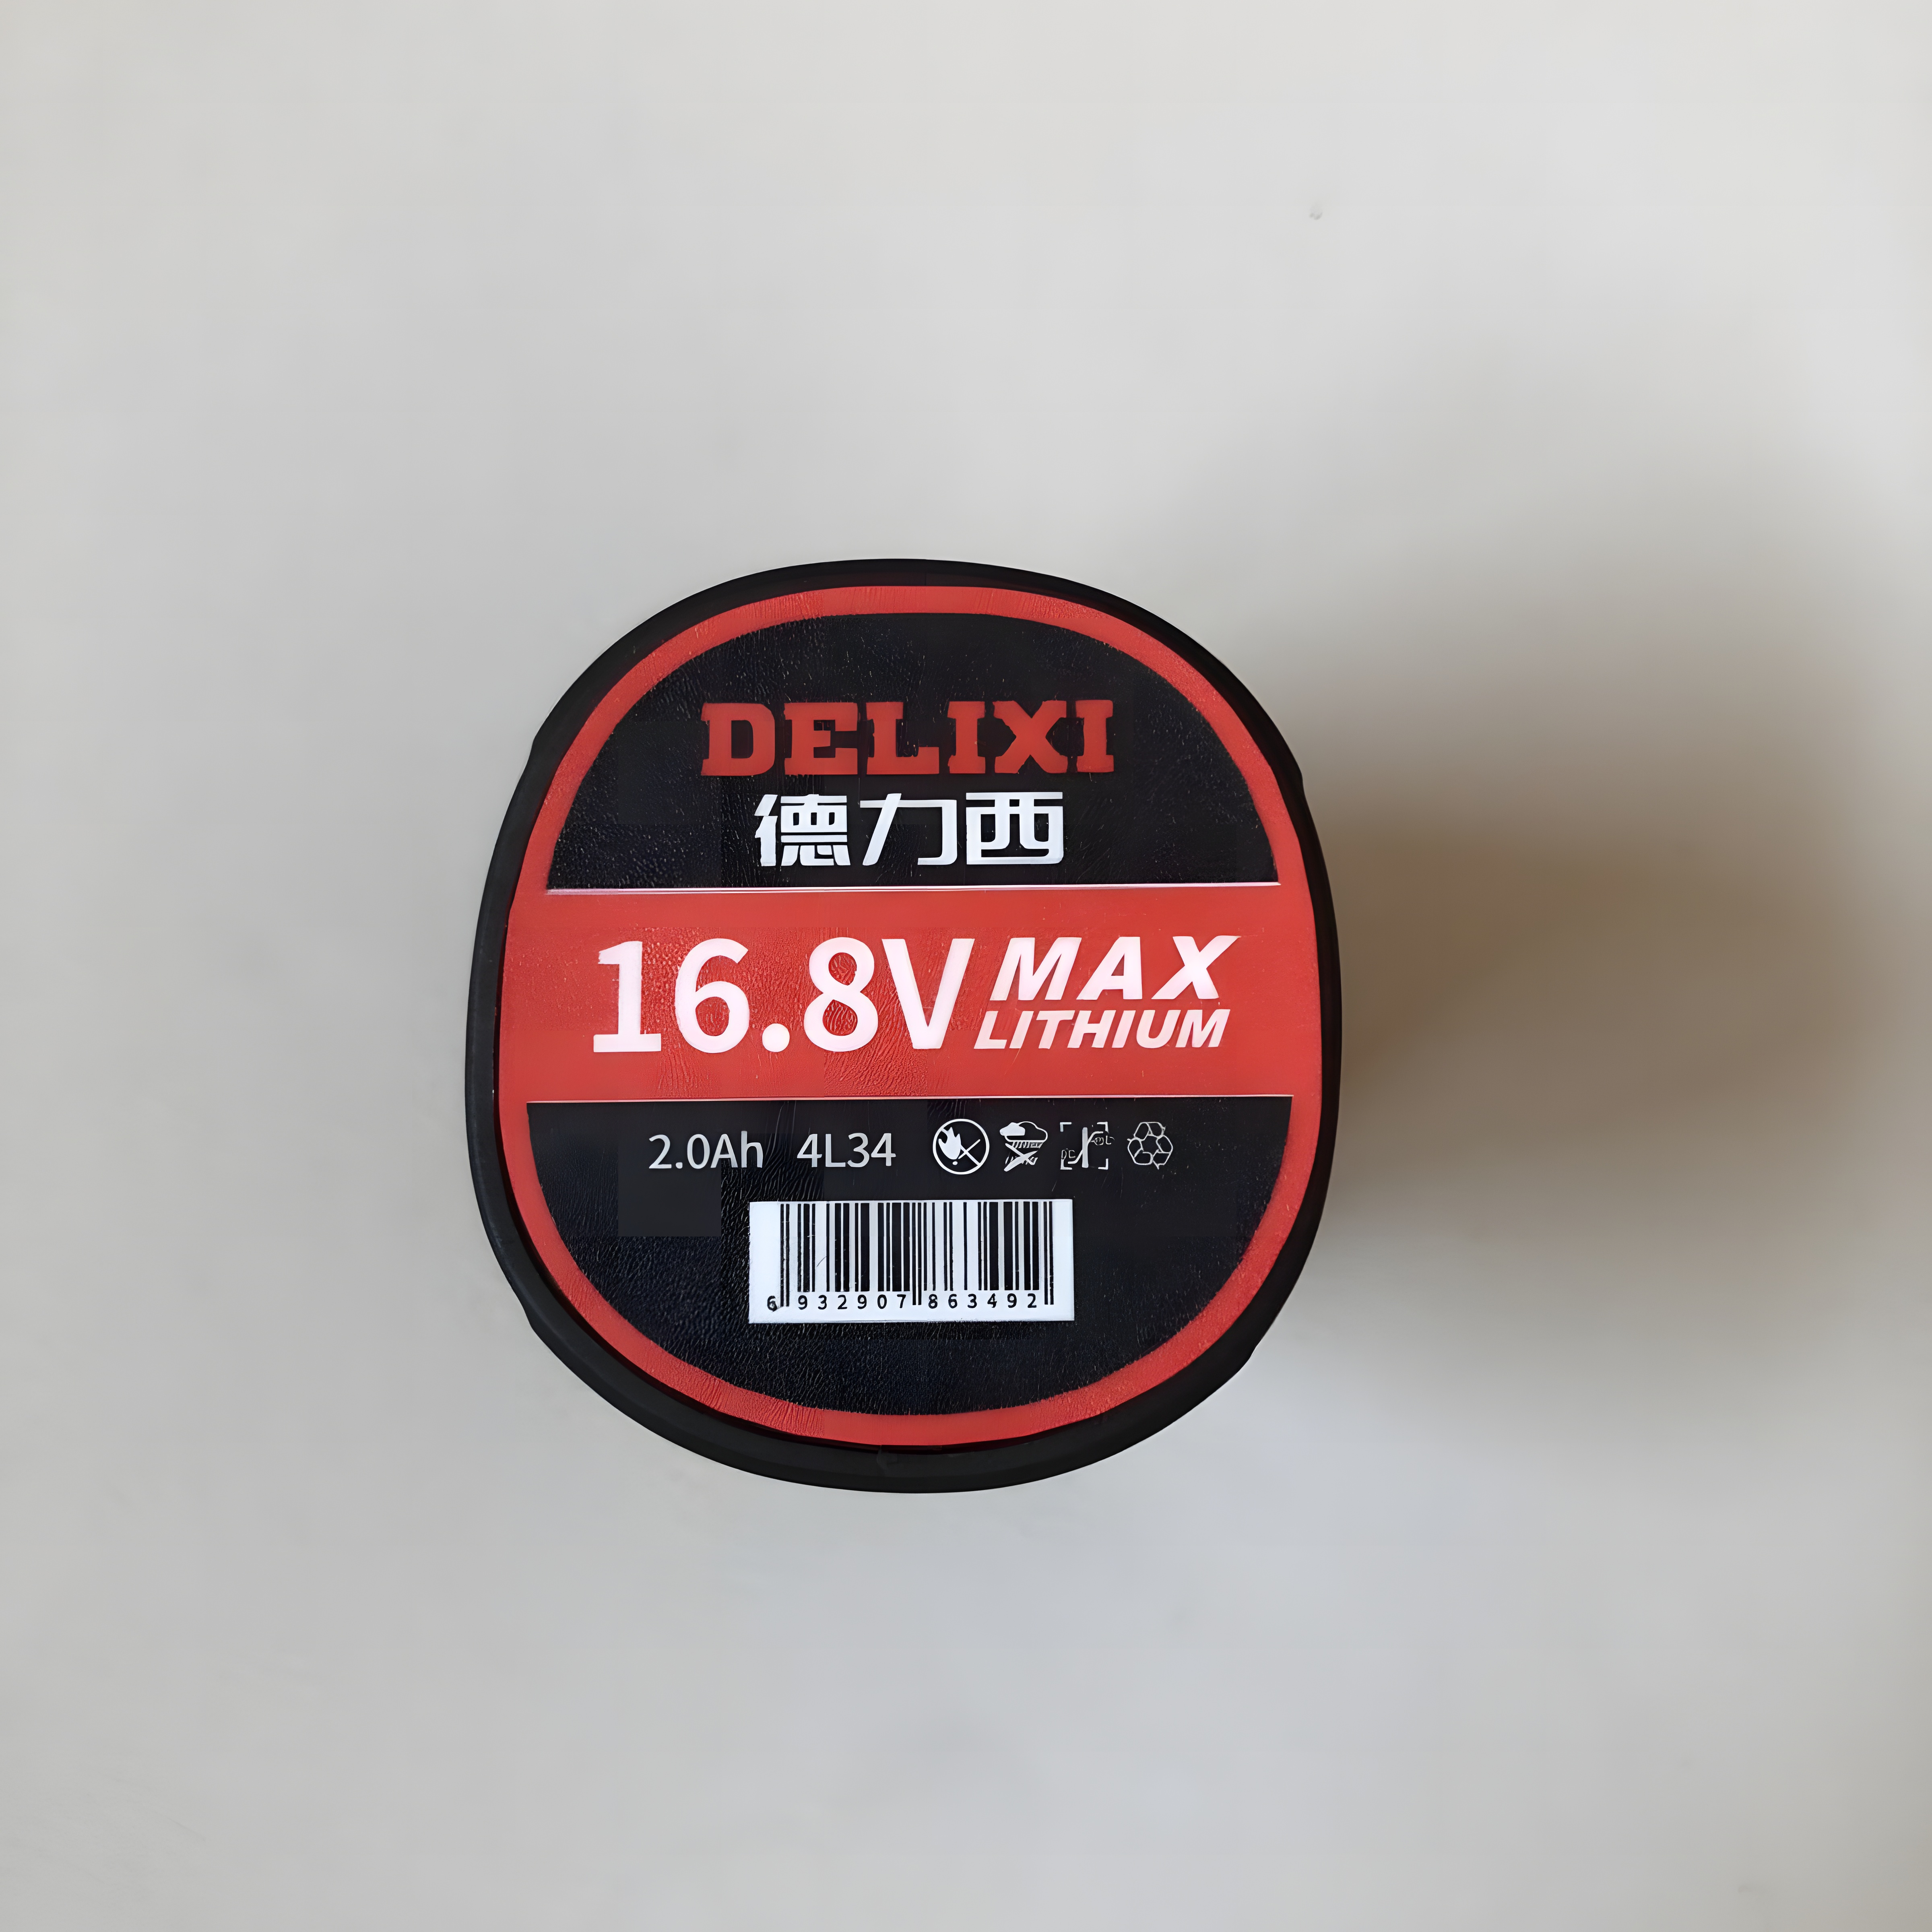 DELIXI
德力西
16.8V MAX
LITHIUM
2.0Ah 4L34
6 932907 863492